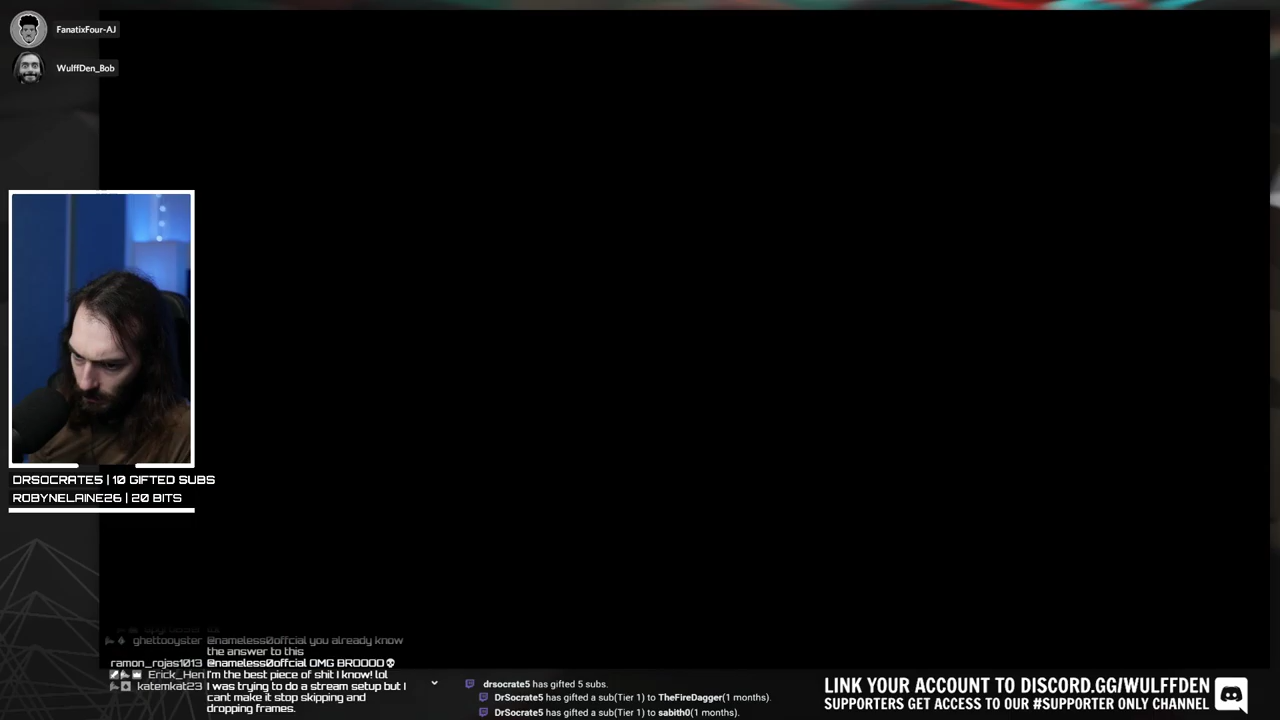 FanatixFour-AJ
WulffDen_Bob
DRSOCRATE5 | 10 GIFTED SUBS
ROBYNELAINE26 | 20 BITS
ghettooyster @nameless0ffcial you already know
the answer to this
ramon_rojas1013 @nameless0ffcial OMG BROOOO💀
Erick_Hen I'm the best piece of shit I know! lol
katemkat23 I was trying to do a stream setup but I
cant make it stop skipping and
dropping frames.
drsocrate5 has gifted 5 subs.
DrSocrate5 has gifted a sub(Tier 1) to TheFireDagger(1 months).
DrSocrate5 has gifted a sub(Tier 1) to sabith0(1 months).
LINK YOUR ACCOUNT TO DISCORD.GG/WULFFDEN
SUPPORTERS GET ACCESS TO OUR #SUPPORTER ONLY CHANNEL